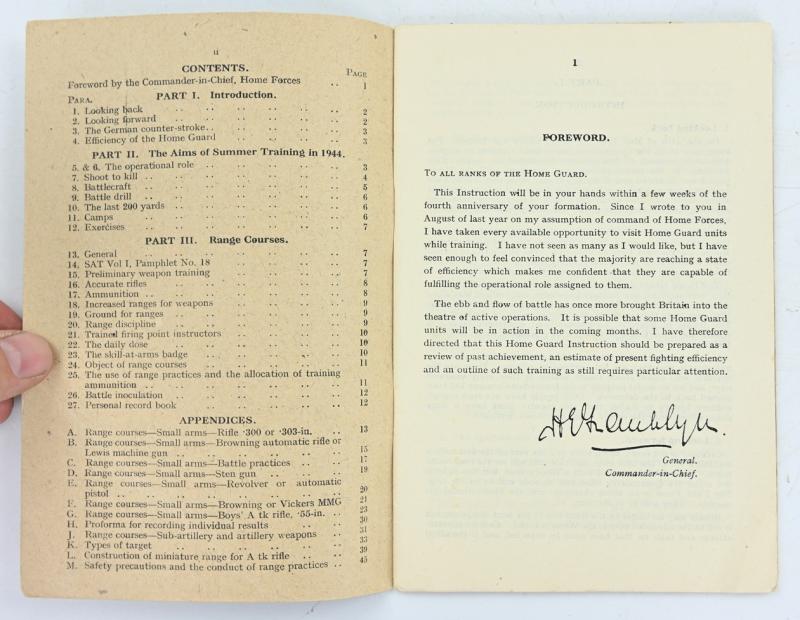 ii
CONTENTS.
PAGE
Foreword by the Commander-in-Chief, Home Forces .. 1
PARA. PART I. Introduction.
1. Looking back .. .. .. .. .. .. 2
2. Looking forward .. .. .. .. .. .. 2
3. The German counter-stroke.. .. .. .. .. 3
4. Efficiency of the Home Guard .. .. .. .. 3
PART II. The Aims of Summer Training in 1944.
5. & 6. The operational role .. .. .. .. .. 3
7. Shoot to kill .. .. .. .. .. .. 4
8. Battlecraft .. .. .. .. .. .. 5
9. Battle drill .. .. .. .. .. .. 6
10. The last 200 yards .. .. .. .. .. 6
11. Camps .. .. .. .. .. .. 6
12. Exercises .. .. .. .. .. .. 7
PART III. Range Courses.
13. General .. .. .. .. .. .. 7
14. SAT Vol I, Pamphlet No. 18 .. .. .. .. 7
15. Preliminary weapon training .. .. .. .. 7
16. Accurate rifles .. .. .. .. .. 8
17. Ammunition .. .. .. .. .. .. 8
18. Increased ranges for weapons .. .. .. .. 9
19. Ground for ranges .. .. .. .. .. 9
20. Range discipline .. .. .. .. .. 9
21. Trained firing point instructors .. .. .. .. 10
22. The daily dose .. .. .. .. .. 10
23. The skill-at-arms badge .. .. .. .. 10
24. Object of range courses .. .. .. .. 11
25. The use of range practices and the allocation of training
ammunition .. .. .. .. .. .. 11
26. Battle inoculation .. .. .. .. .. 12
27. Personal record book .. .. .. .. .. 12
APPENDICES.
A. Range courses—Small arms—Rifle ·300 or ·303-in. .. 13
B. Range courses—Small arms—Browning automatic rifle or
Lewis machine gun .. .. .. .. .. 15
C. Range courses—Small arms—Battle practices .. .. 17
D. Range courses—Small arms—Sten gun .. .. .. 19
E. Range courses—Small arms—Revolver or automatic
pistol .. .. .. .. .. .. .. 20
F. Range courses—Small arms—Browning or Vickers MMG 21
G. Range courses—Small arms—Boys' A tk rifle, ·55-in. .. 23
H. Proforma for recording individual results .. .. 30
J. Range courses—Sub-artillery and artillery weapons .. 31
K. Types of target .. .. .. .. .. .. 33
L. Construction of miniature range for A tk rifle .. .. 39
M. Safety precautions and the conduct of range practices .. 45
1
FOREWORD.
TO ALL RANKS OF THE HOME GUARD.
This Instruction will be in your hands within a few weeks of the
fourth anniversary of your formation. Since I wrote to you in
August of last year on my assumption of command of Home Forces,
I have taken every available opportunity to visit Home Guard units
while training. I have not seen as many as I would like, but I have
seen enough to feel convinced that the majority are reaching a state
of efficiency which makes me confident that they are capable of
fulfilling the operational role assigned to them.
The ebb and flow of battle has once more brought Britain into the
theatre of active operations. It is possible that some Home Guard
units will be in action in the coming months. I have therefore
directed that this Home Guard Instruction should be prepared as a
review of past achievement, an estimate of present fighting efficiency
and an outline of such training as still requires particular attention.
General.
Commander-in-Chief.